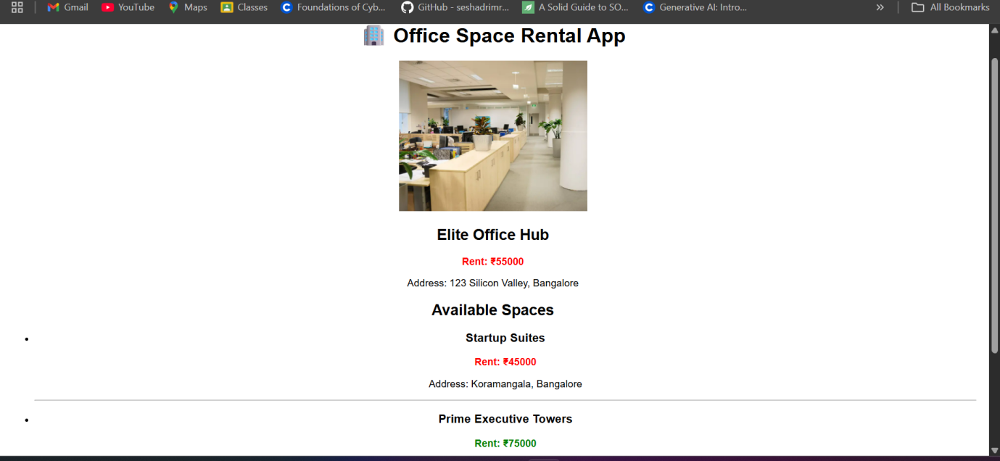 Gmail YouTube Maps Classes Foundations of Cyb... GitHub - seshadrimr... A Solid Guide to SO... Generative AI: Intro... » All Bookmarks
🏢 Office Space Rental App
Elite Office Hub
Rent: ₹55000
Address: 123 Silicon Valley, Bangalore
Available Spaces
• Startup Suites
Rent: ₹45000
Address: Koramangala, Bangalore
• Prime Executive Towers
Rent: ₹75000